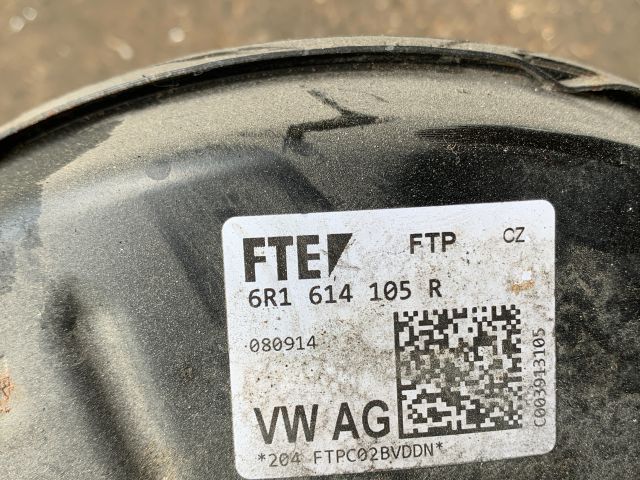 FTE FTP CZ
6R1 614 105 R
080914
C003913105
VW AG
*204 FTPC02BVDDN*